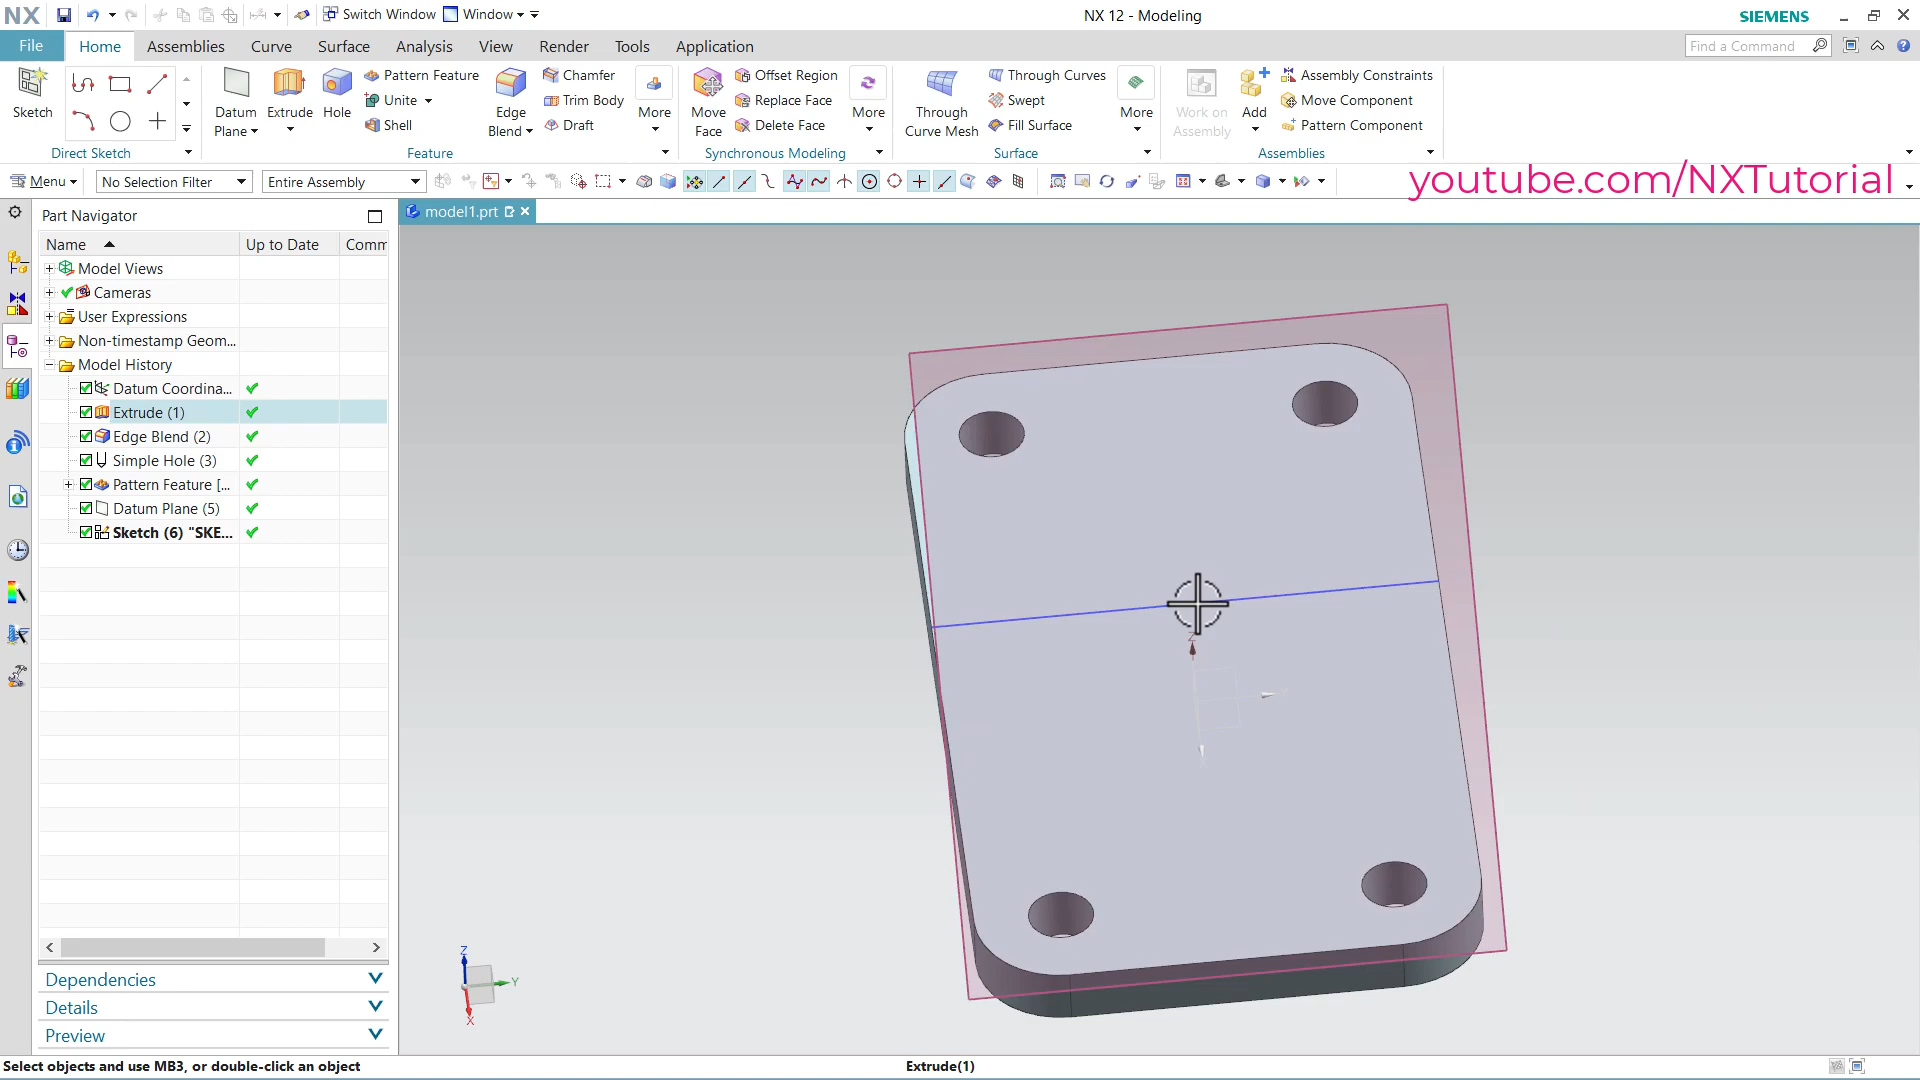 NX
Switch Window
Window
NX 12 - Modeling
SIEMENS
File
Home
Assemblies
Curve
Surface
Analysis
View
Render
Tools
Application
Find a Command
Sketch
Direct Sketch
Datum Plane
Extrude
Hole
Pattern Feature
Unite
Shell
Edge Blend
Chamfer
Trim Body
Draft
More
Feature
Move Face
Offset Region
Replace Face
Delete Face
More
Synchronous Modeling
Through Curve Mesh
Through Curves
Swept
Fill Surface
More
Surface
Work on Assembly
Add
Assembly Constraints
Move Component
Pattern Component
Assemblies
Menu
No Selection Filter
Entire Assembly
youtube.com/NXTutorial
Part Navigator
model1.prt
Name
Up to Date
Comm
Model Views
Cameras
User Expressions
Non-timestamp Geom...
Model History
Datum Coordina...
Extrude (1)
Edge Blend (2)
Simple Hole (3)
Pattern Feature [...
Datum Plane (5)
Sketch (6) "SKE...
Z
Z
Y
X
Dependencies
Details
Preview
Select objects and use MB3, or double-click an object
Extrude(1)